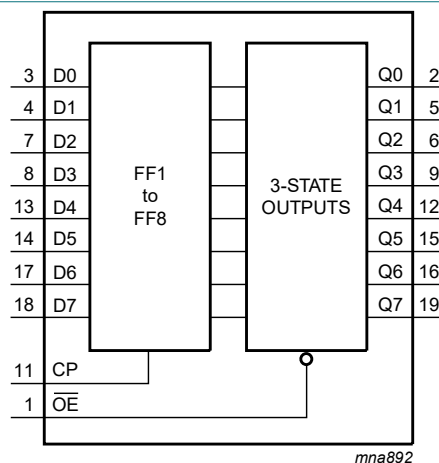 3 D0 Q0 2
4 D1 Q1 5
7 D2 Q2 6
8 D3 Q3 9
13 D4 Q4 12
14 D5 Q5 15
17 D6 Q6 16
18 D7 Q7 19
FF1
to
FF8
3-STATE
OUTPUTS
11 CP
1 O̅E̅
mna892